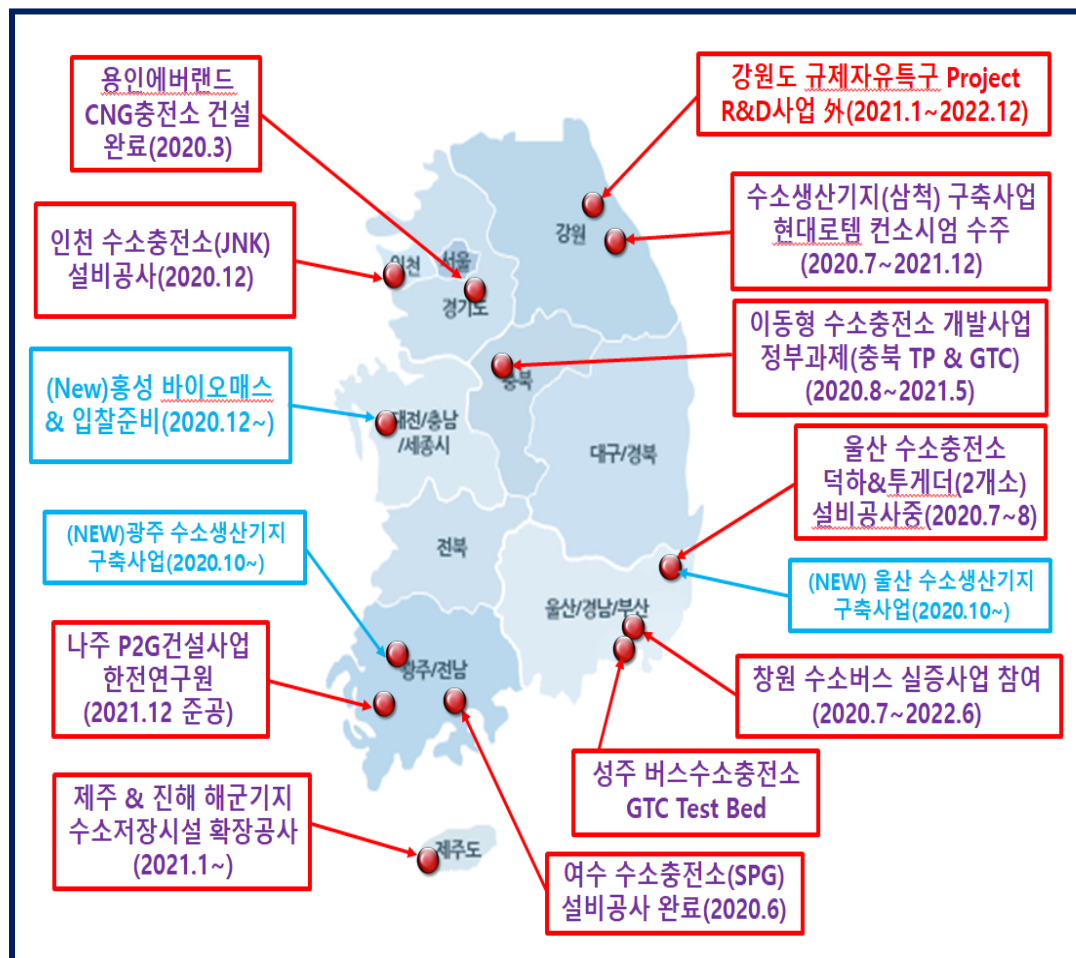 용인에버랜드
CNG충전소 건설
완료(2020.3)
강원도 규제자유특구 Project
R&D사업 外(2021.1~2022.12)
인천 수소충전소(JNK)
설비공사(2020.12)
수소생산기지(삼척) 구축사업
현대로템 컨소시엄 수주
(2020.7~2021.12)
(New)홍성 바이오매스
& 입찰준비(2020.12~)
이동형 수소충전소 개발사업
정부과제(충북 TP & GTC)
(2020.8~2021.5)
울산 수소충전소
덕하&투게더(2개소)
설비공사중(2020.7~8)
(NEW)광주 수소생산기지
구축사업(2020.10~)
(NEW) 울산 수소생산기지
구축사업(2020.10~)
나주 P2G건설사업
한전연구원
(2021.12 준공)
창원 수소버스 실증사업 참여
(2020.7~2022.6)
성주 버스수소충전소
GTC Test Bed
제주 & 진해 해군기지
수소저장시설 확장공사
(2021.1~)
여수 수소충전소(SPG)
설비공사 완료(2020.6)
강원
서울
인천
경기도
충북
대전/충남
/세종시
대구/경북
전북
울산/경남/부산
광주/전남
제주도